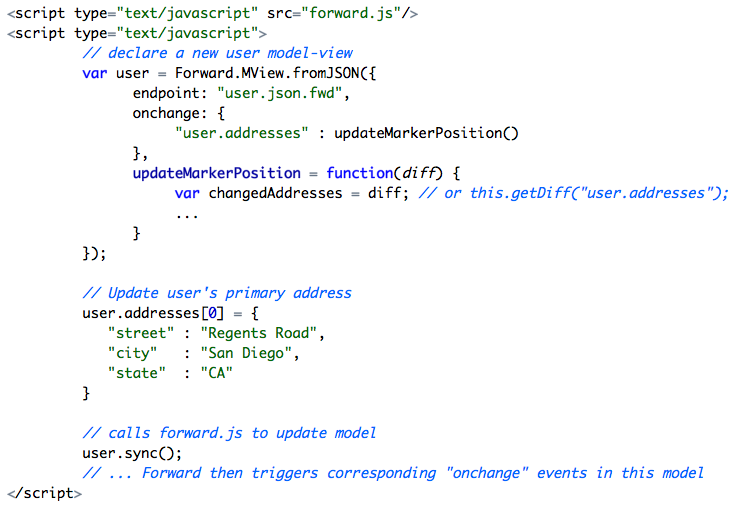 <script type="text/javascript" src="forward.js"/>
<script type="text/javascript">
// declare a new user model-view
var user = Forward.MView.fromJSON({
endpoint: "user.json.fwd",
onchange: {
"user.addresses" : updateMarkerPosition()
},
updateMarkerPosition = function(diff) {
var changedAddresses = diff; // or this.getDiff("user.addresses");
...
}
});
// Update user's primary address
user.addresses[0] = {
"street" : "Regents Road",
"city" : "San Diego",
"state" : "CA"
}
// calls forward.js to update model
user.sync();
// ... Forward then triggers corresponding "onchange" events in this model
</script>